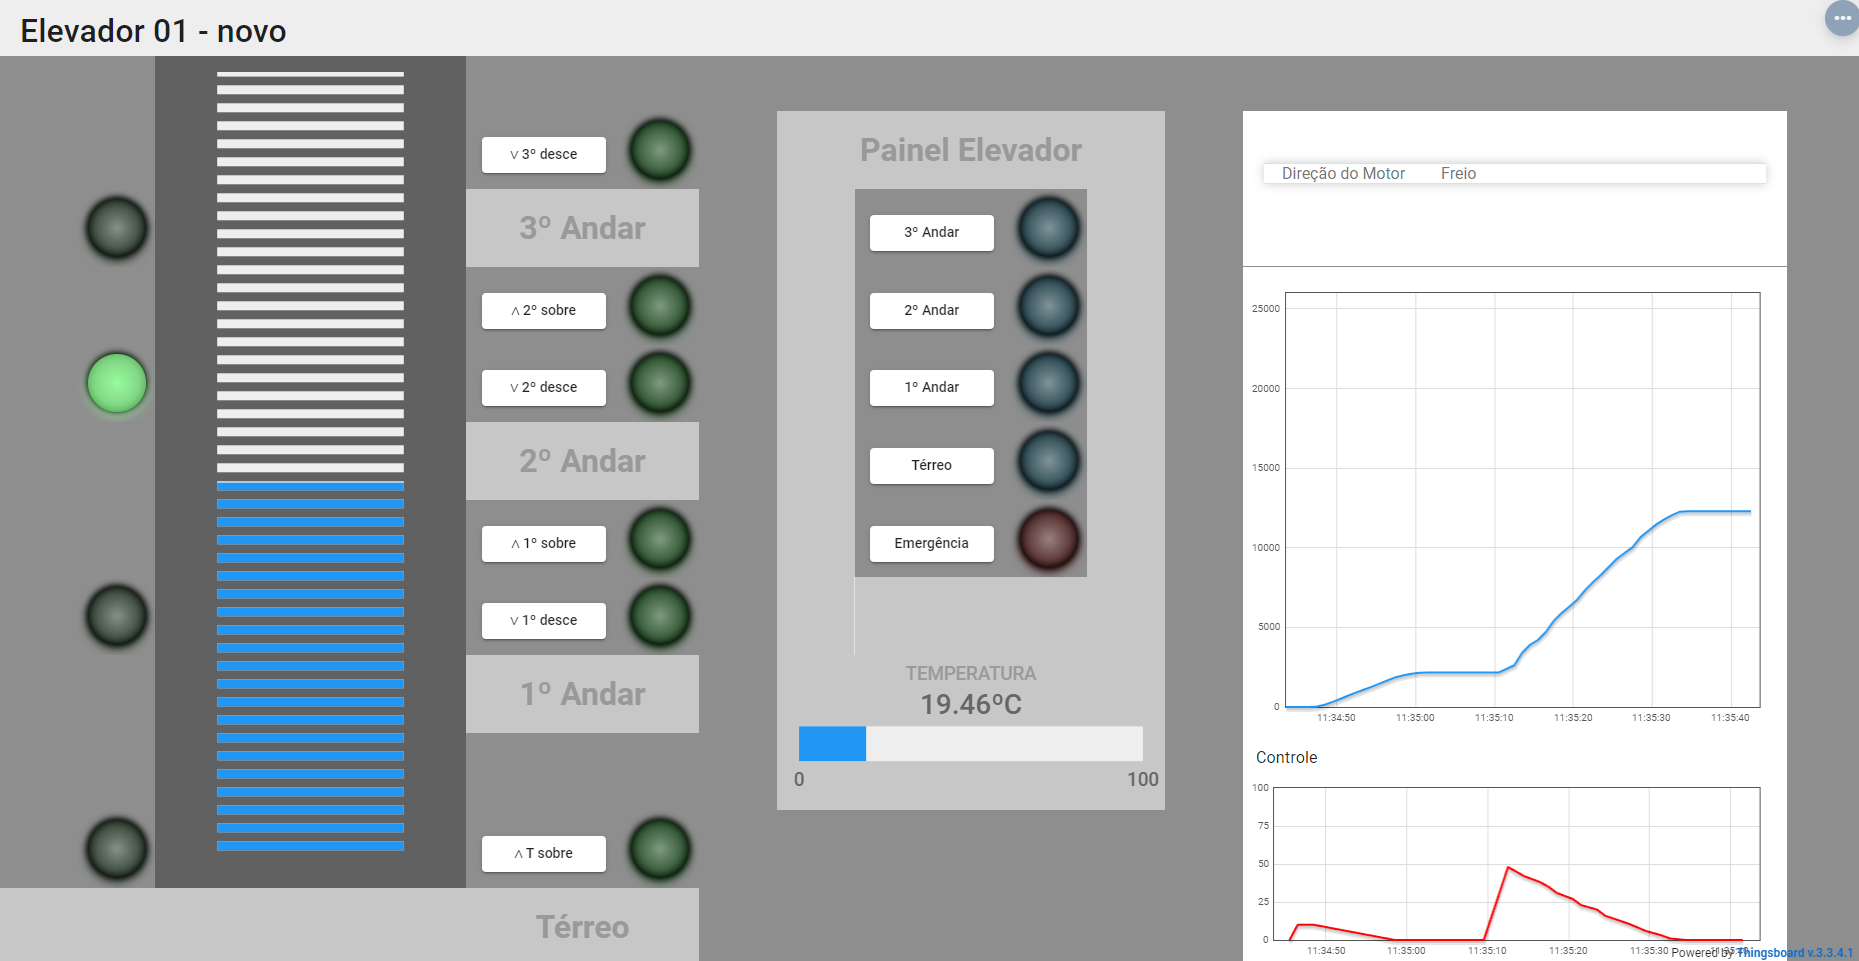 Elevador 01 - novo
∨ 3º desce
3º Andar
∧ 2º sobre
∨ 2º desce
2º Andar
∧ 1º sobre
∨ 1º desce
1º Andar
∧ T sobre
Térreo
Painel Elevador
3º Andar
2º Andar
1º Andar
Térreo
Emergência
TEMPERATURA
19.46ºC
0 100
Direção do Motor Freio
25000
20000
15000
10000
5000
0
11:34:50 11:35:00 11:35:10 11:35:20 11:35:30 11:35:40
Controle
100
75
50
25
0
11:34:50 11:35:00 11:35:10 11:35:20 11:35:30
Powered by Thingsboard v.3.3.4.1